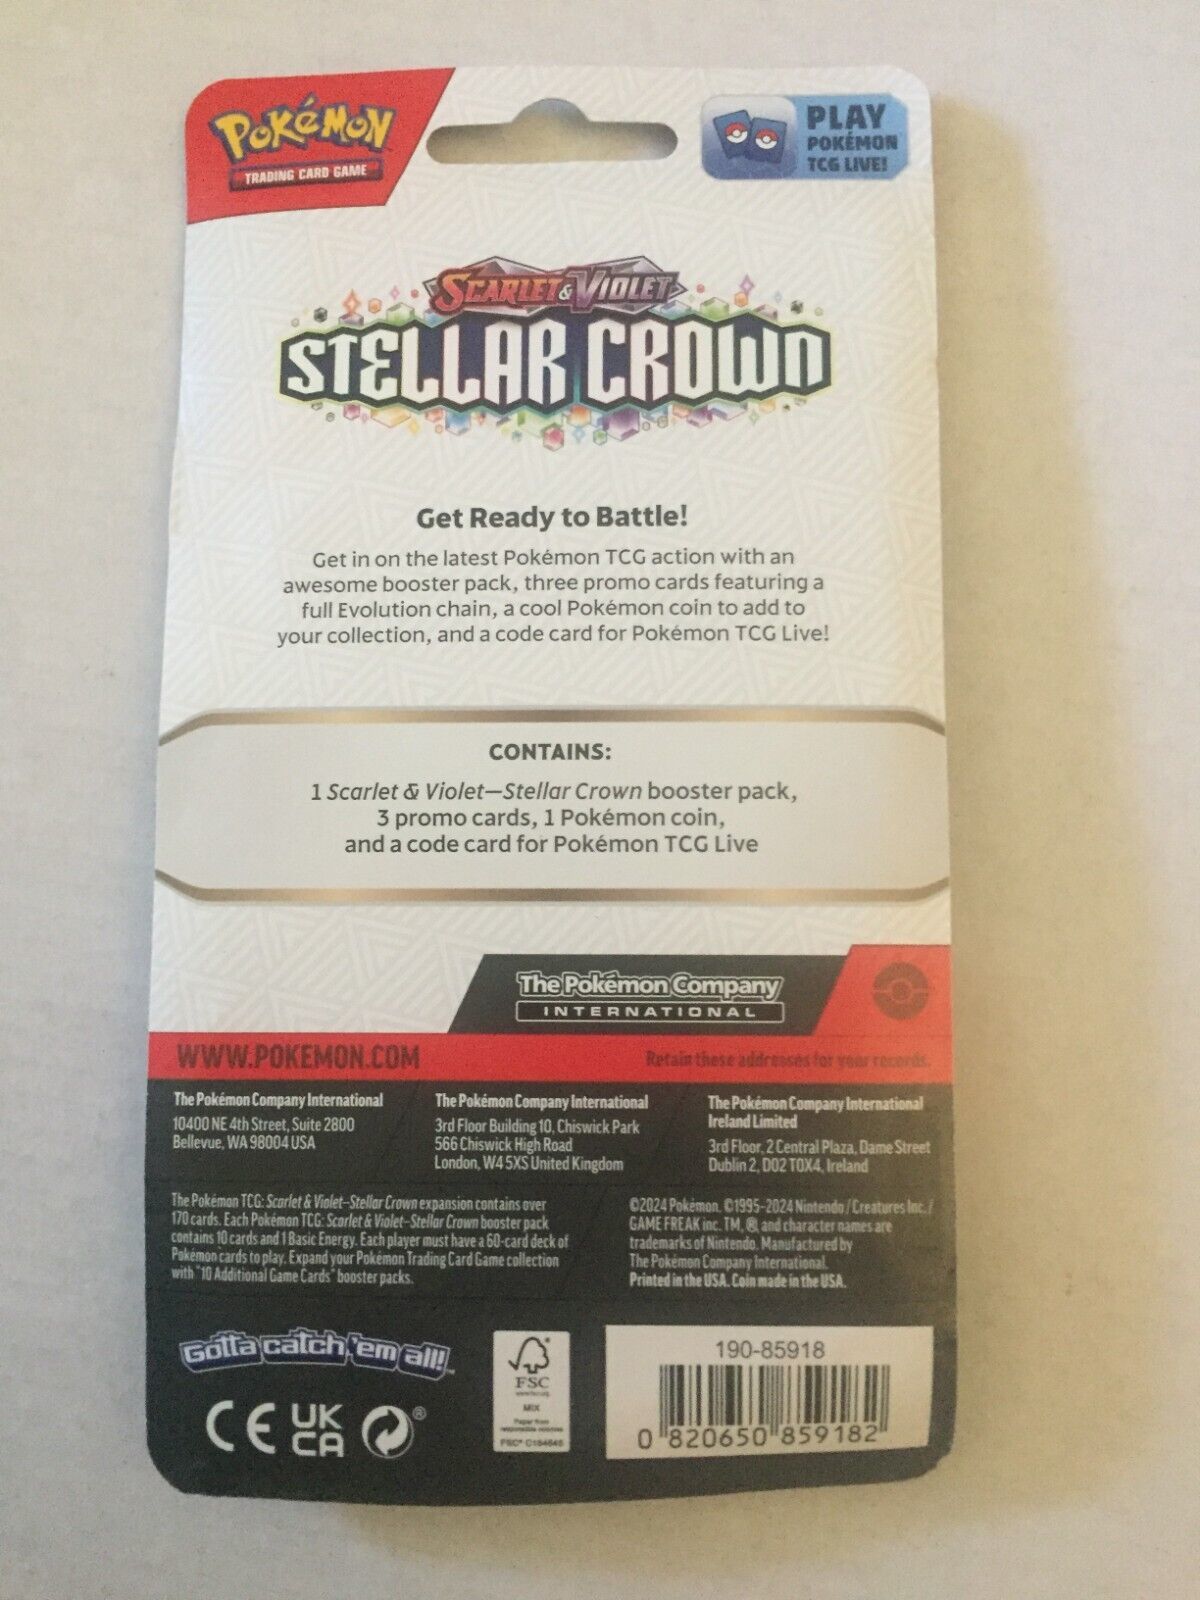 POKéMON
TRADING CARD GAME
PLAY
POKÉMON
TCG LIVE!
SCARLET & VIOLET
STELLAR CROWN
Get Ready to Battle!
Get in on the latest Pokémon TCG action with an
awesome booster pack, three promo cards featuring a
full Evolution chain, a cool Pokémon coin to add to
your collection, and a code card for Pokémon TCG Live!
CONTAINS:
1 Scarlet & Violet—Stellar Crown booster pack,
3 promo cards, 1 Pokémon coin,
and a code card for Pokémon TCG Live
The Pokémon Company
INTERNATIONAL
WWW.POKEMON.COM
Retain these addresses for your records.
The Pokémon Company International
10400 NE 4th Street, Suite 2800
Bellevue, WA 98004 USA
The Pokémon Company International
3rd Floor Building 10, Chiswick Park
566 Chiswick High Road
London, W4 5XS United Kingdom
The Pokémon Company International
Ireland Limited
3rd Floor, 2 Central Plaza, Dame Street
Dublin 2, D02 T0X4, Ireland
The Pokémon TCG: Scarlet & Violet—Stellar Crown expansion contains over
170 cards. Each Pokémon TCG: Scarlet & Violet—Stellar Crown booster pack
contains 10 cards and 1 Basic Energy. Each player must have a 60-card deck of
Pokémon cards to play. Expand your Pokémon Trading Card Game collection
with "10 Additional Game Cards" booster packs.
©2024 Pokémon. ©1995–2024 Nintendo / Creatures Inc. /
GAME FREAK inc. TM, ®, and character names are
trademarks of Nintendo. Manufactured by
The Pokémon Company International.
Printed in the USA. Coin made in the USA.
Gotta catch 'em all!™
CE
UK
CA
®
FSC
www.fsc.org
MIX
Paper from
responsible sources
190-85918
0 820650 859182